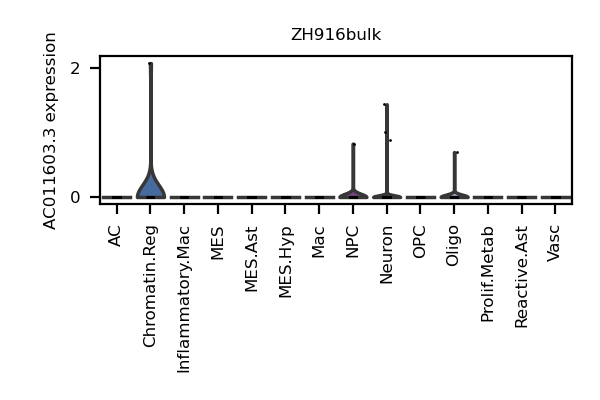 ZH916bulk
AC011603.3 expression
2
0
AC
Chromatin.Reg
Inflammatory.Mac
MES
MES.Ast
MES.Hyp
Mac
NPC
Neuron
OPC
Oligo
Prolif.Metab
Reactive.Ast
Vasc